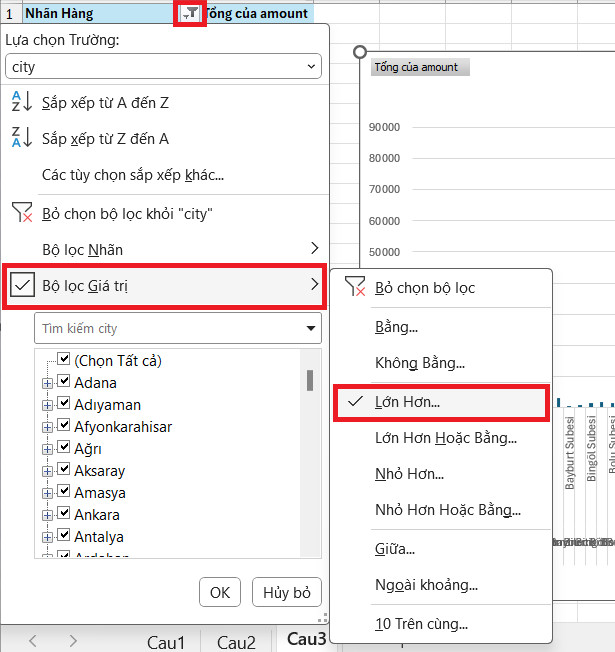 1 Nhãn Hàng Tổng của amount
Lựa chọn Trường:
city
Sắp xếp từ A đến Z
Sắp xếp từ Z đến A
Các tùy chọn sắp xếp khác...
Bỏ chọn bộ lọc khỏi "city"
Bộ lọc Nhãn
Bộ lọc Giá trị
Tìm kiếm city
(Chọn Tất cả)
Adana
Adıyaman
Afyonkarahisar
Ağrı
Aksaray
Amasya
Ankara
Antalya
Ardahan
OK
Hủy bỏ
Bỏ chọn bộ lọc
Bằng...
Không Bằng...
Lớn Hơn...
Lớn Hơn Hoặc Bằng...
Nhỏ Hơn...
Nhỏ Hơn Hoặc Bằng...
Giữa...
Ngoài khoảng...
10 Trên cùng...
Tổng của amount
90000
80000
70000
60000
50000
Bayburt Subesi
Bingöl Subesi
Bolu Subesi
Cau1
Cau2
Cau3